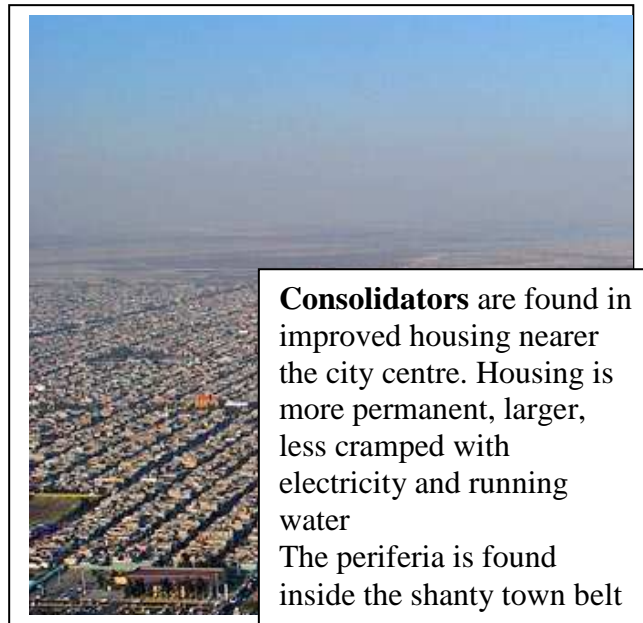 Consolidators are found in
improved housing nearer
the city centre. Housing is
more permanent, larger,
less cramped with
electricity and running
water
The periferia is found
inside the shanty town belt